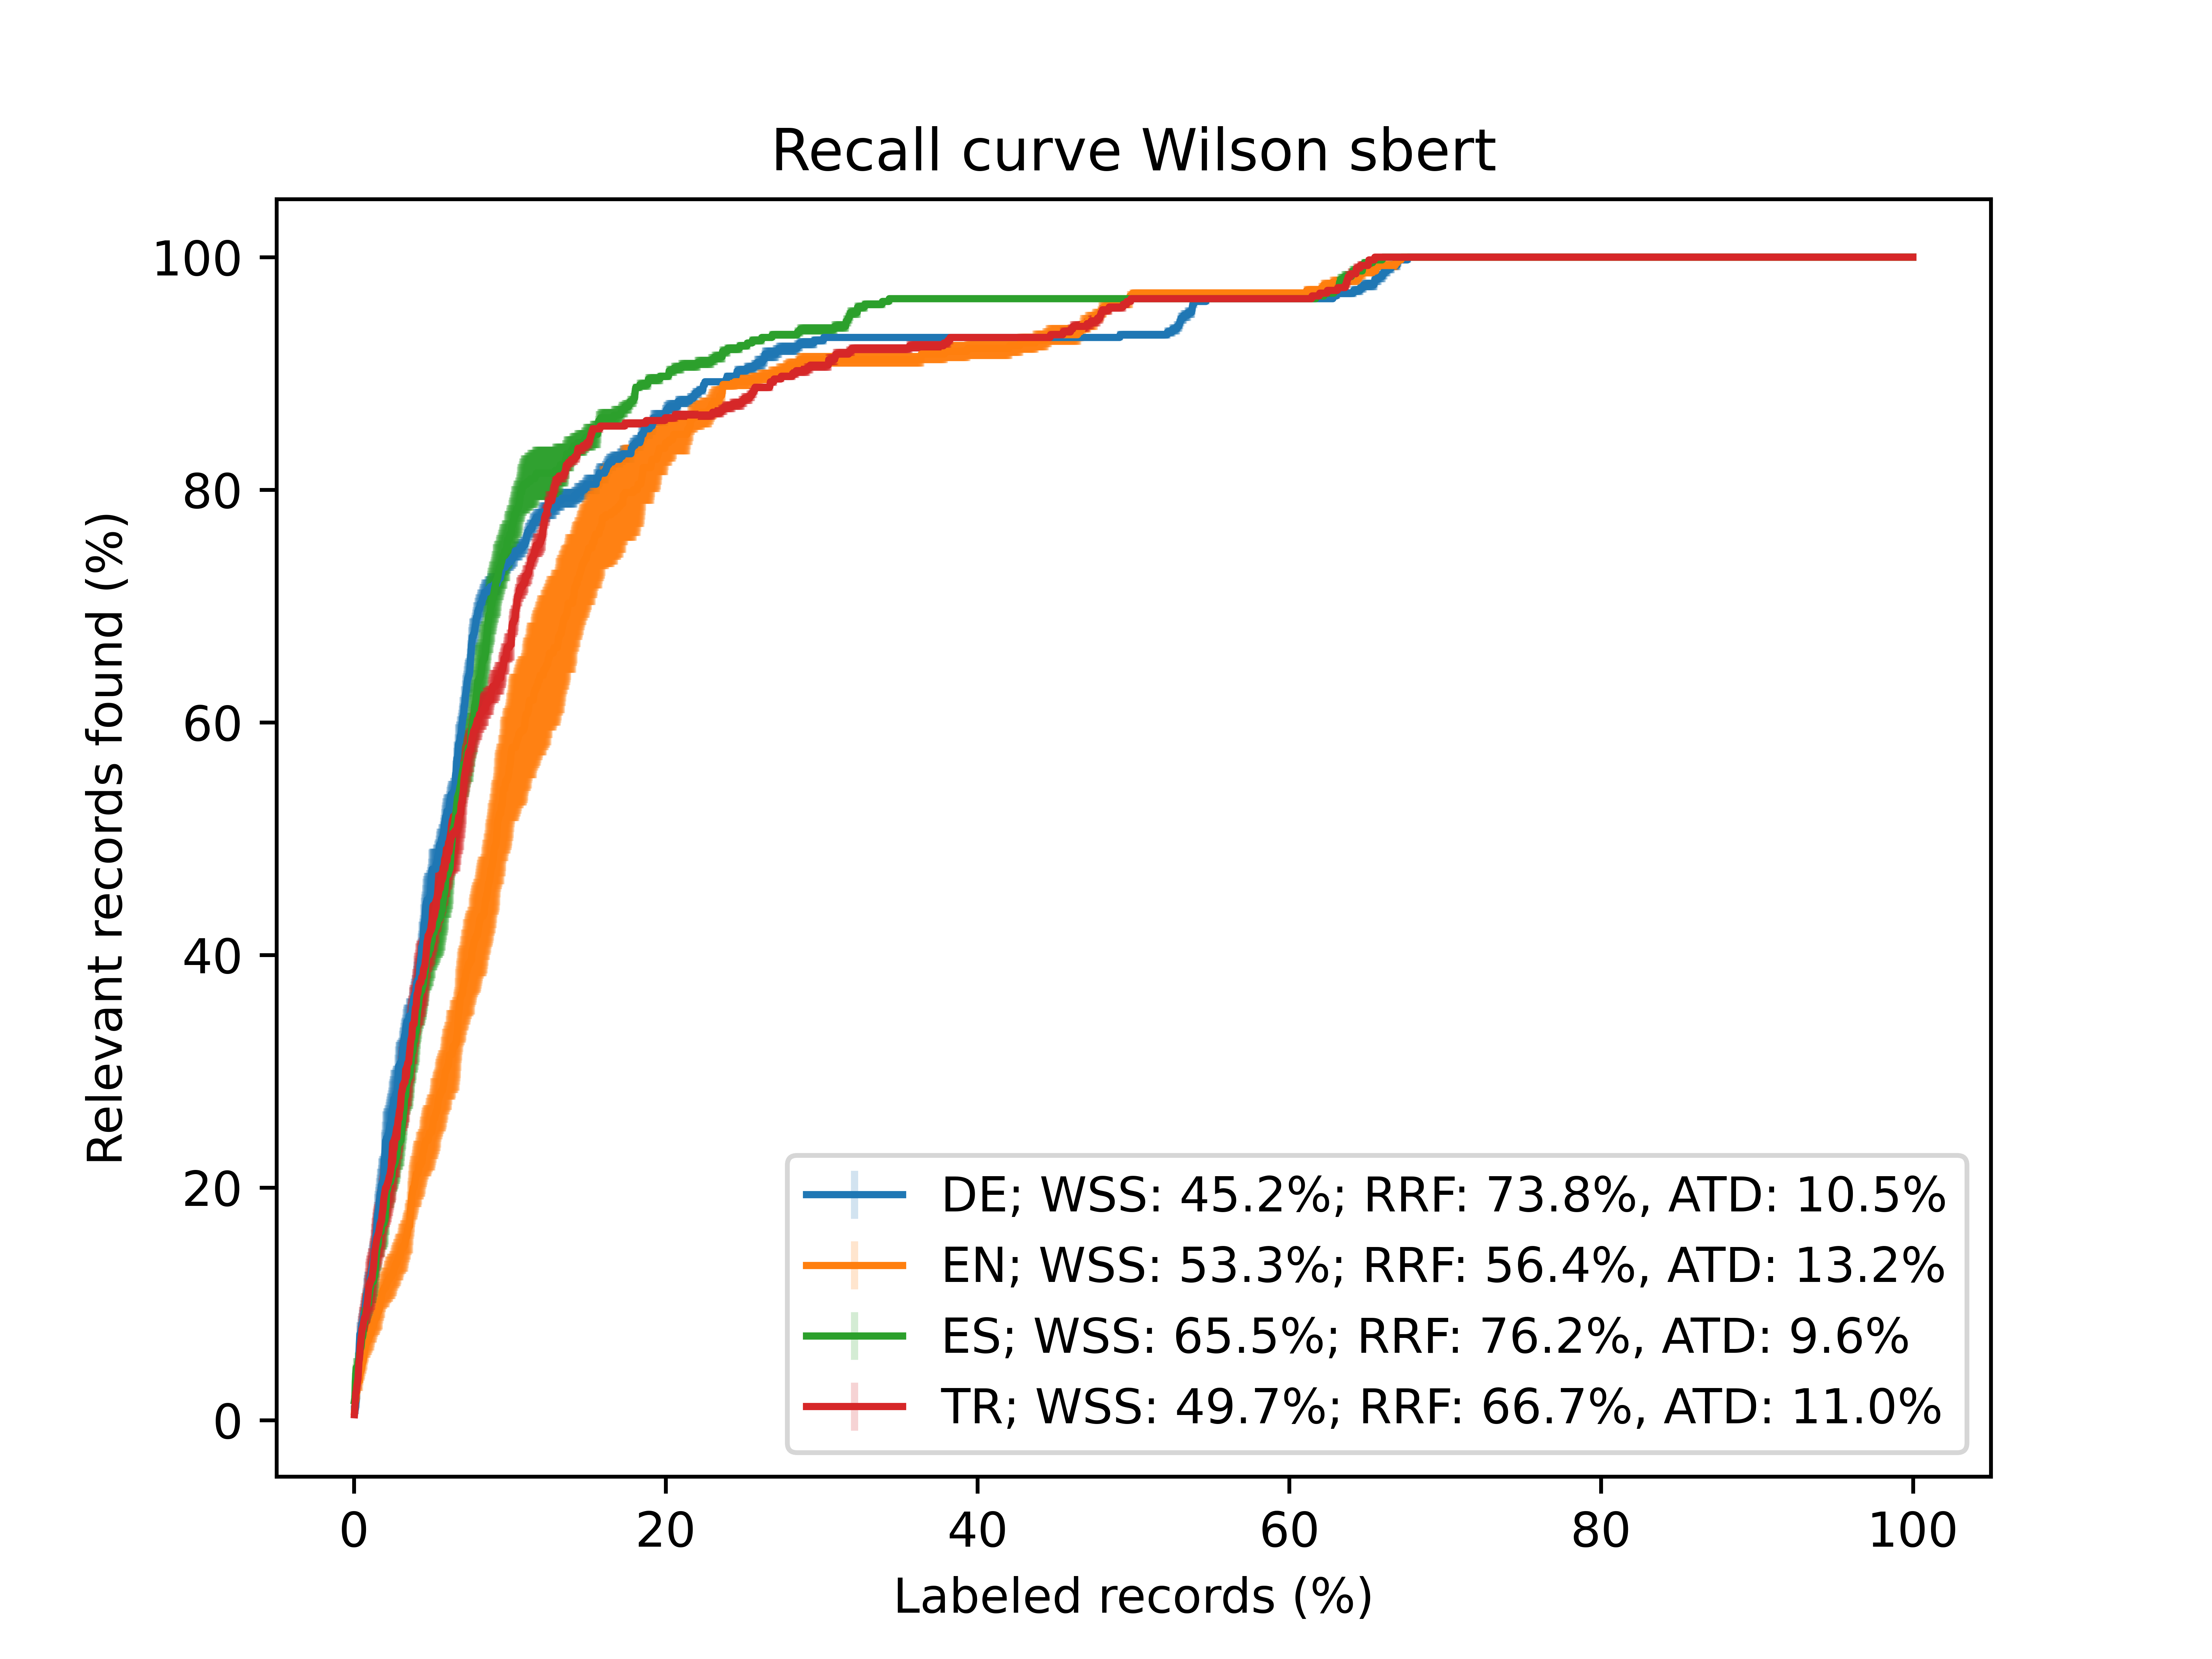 Recall curve Wilson sbert
100
80
60
40
20
0
Relevant records found (%)
DE; WSS: 45.2%; RRF: 73.8%, ATD: 10.5%
EN; WSS: 53.3%; RRF: 56.4%, ATD: 13.2%
ES; WSS: 65.5%; RRF: 76.2%, ATD: 9.6%
TR; WSS: 49.7%; RRF: 66.7%, ATD: 11.0%
0 20 40 60 80 100
Labeled records (%)